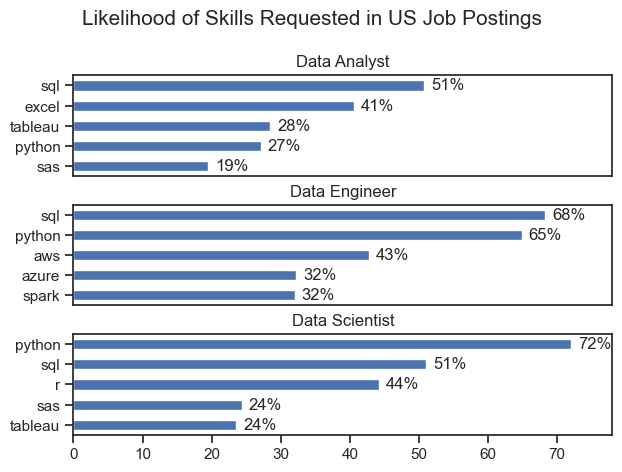 Likelihood of Skills Requested in US Job Postings
Data Analyst
sql 51%
excel 41%
tableau 28%
python 27%
sas 19%
Data Engineer
sql 68%
python 65%
aws 43%
azure 32%
spark 32%
Data Scientist
python 72%
sql 51%
r 44%
sas 24%
tableau 24%
0 10 20 30 40 50 60 70